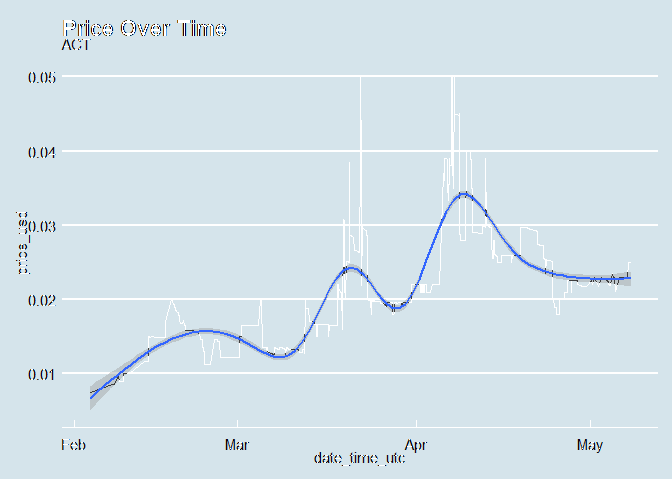 Price Over Time
ACT
0.05
0.04
0.03
0.02
0.01
price_usd
Feb
Mar
Apr
May
date_time_utc